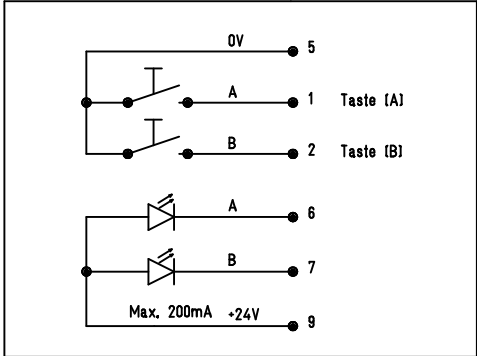 0V 5
A 1 Taste (A)
B 2 Taste (B)
A 6
B 7
Max. 200mA +24V 9